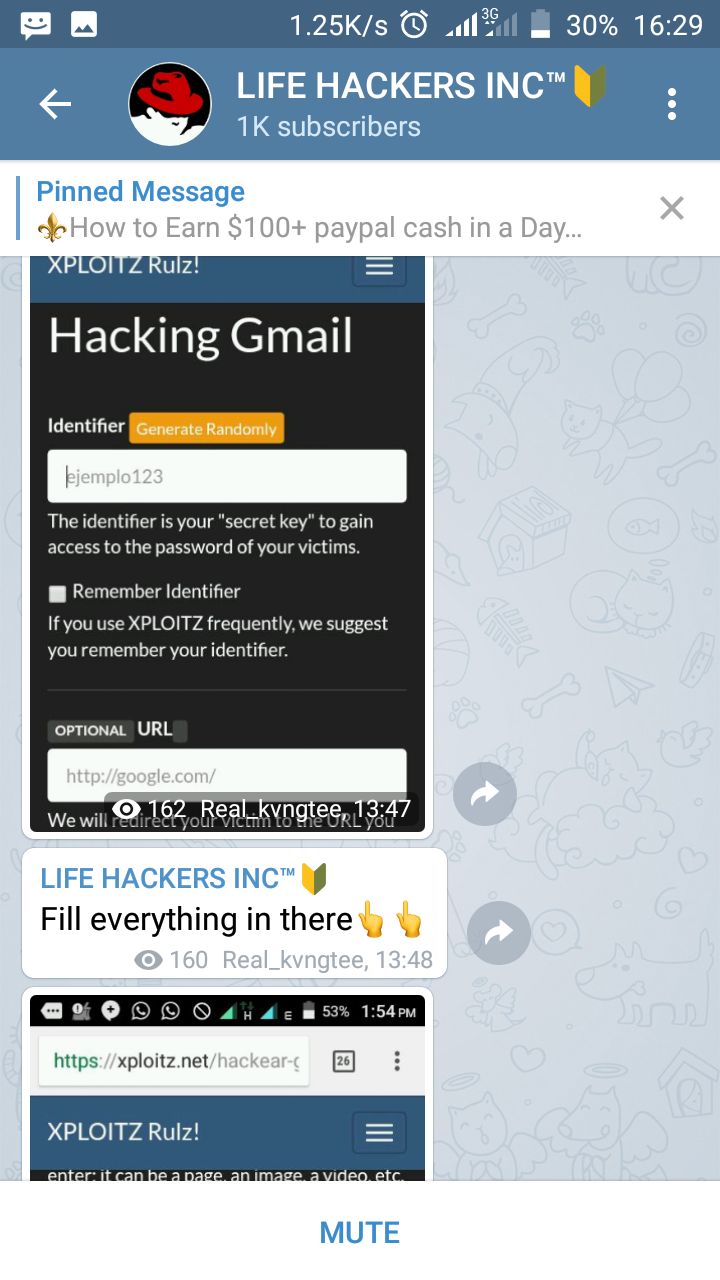 1.25K/s 3G 30% 16:29
LIFE HACKERS INC™
1K subscribers
Pinned Message
How to Earn $100+ paypal cash in a Day...
XPLOITZ Rulz!
Hacking Gmail
Identifier Generate Randomly
ejemplo123
The identifier is your "secret key" to gain
access to the password of your victims.
Remember Identifier
If you use XPLOITZ frequently, we suggest
you remember your identifier.
OPTIONAL URL
http://google.com/
162 Real_kvngtee, 13:47
We will redirect your victim to the URL you
LIFE HACKERS INC™
Fill everything in there
160 Real_kvngtee, 13:48
H E 53% 1:54 PM
https://xploitz.net/hackear-g
26
XPLOITZ Rulz!
enter: it can be a page, an image, a video, etc.
MUTE